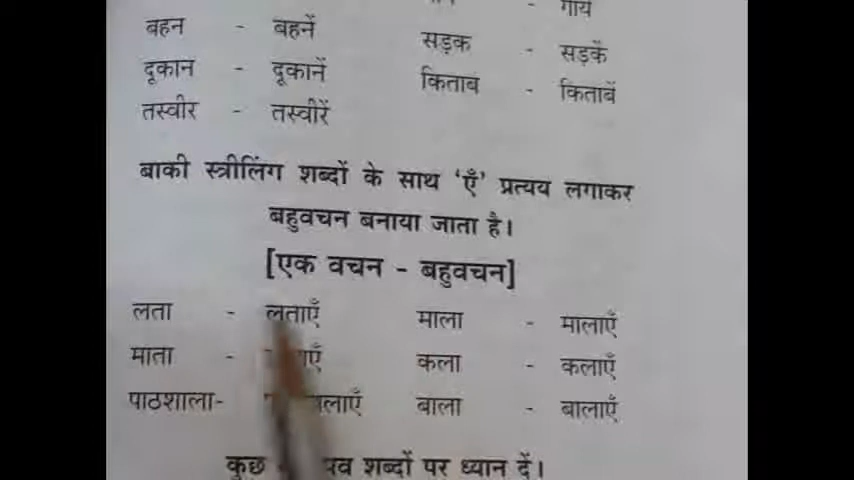 गायें
बहन - बहनें सड़क - सड़कें
दूकान - दूकानें किताब - किताबें
तस्वीर - तस्वीरें
बाकी स्त्रीलिंग शब्दों के साथ 'एँ' प्रत्यय लगाकर
बहुवचन बनाया जाता है।
[एक वचन - बहुवचन]
लता - लताएँ माला - मालाएँ
माता - कला - कलाएँ
पाठशाला- बाला - बालाएँ
कुछ शब्दों पर ध्यान दें।